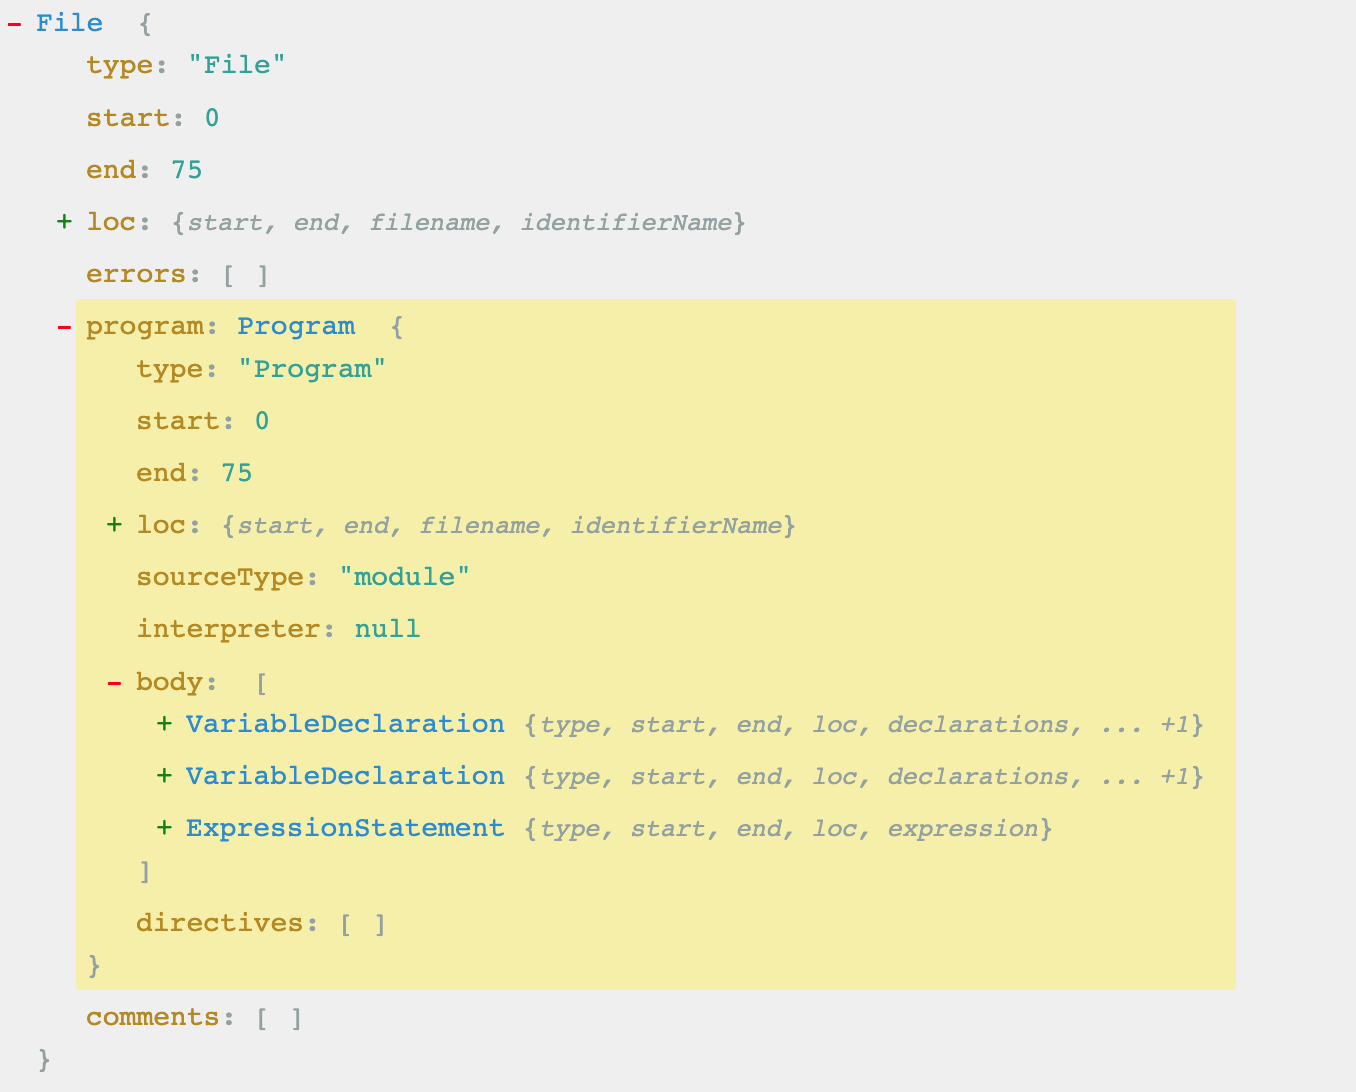 - File {
type: "File"
start: 0
end: 75
+ loc: {start, end, filename, identifierName}
errors: [ ]
- program: Program {
type: "Program"
start: 0
end: 75
+ loc: {start, end, filename, identifierName}
sourceType: "module"
interpreter: null
- body: [
+ VariableDeclaration {type, start, end, loc, declarations, ... +1}
+ VariableDeclaration {type, start, end, loc, declarations, ... +1}
+ ExpressionStatement {type, start, end, loc, expression}
]
directives: [ ]
}
comments: [ ]
}